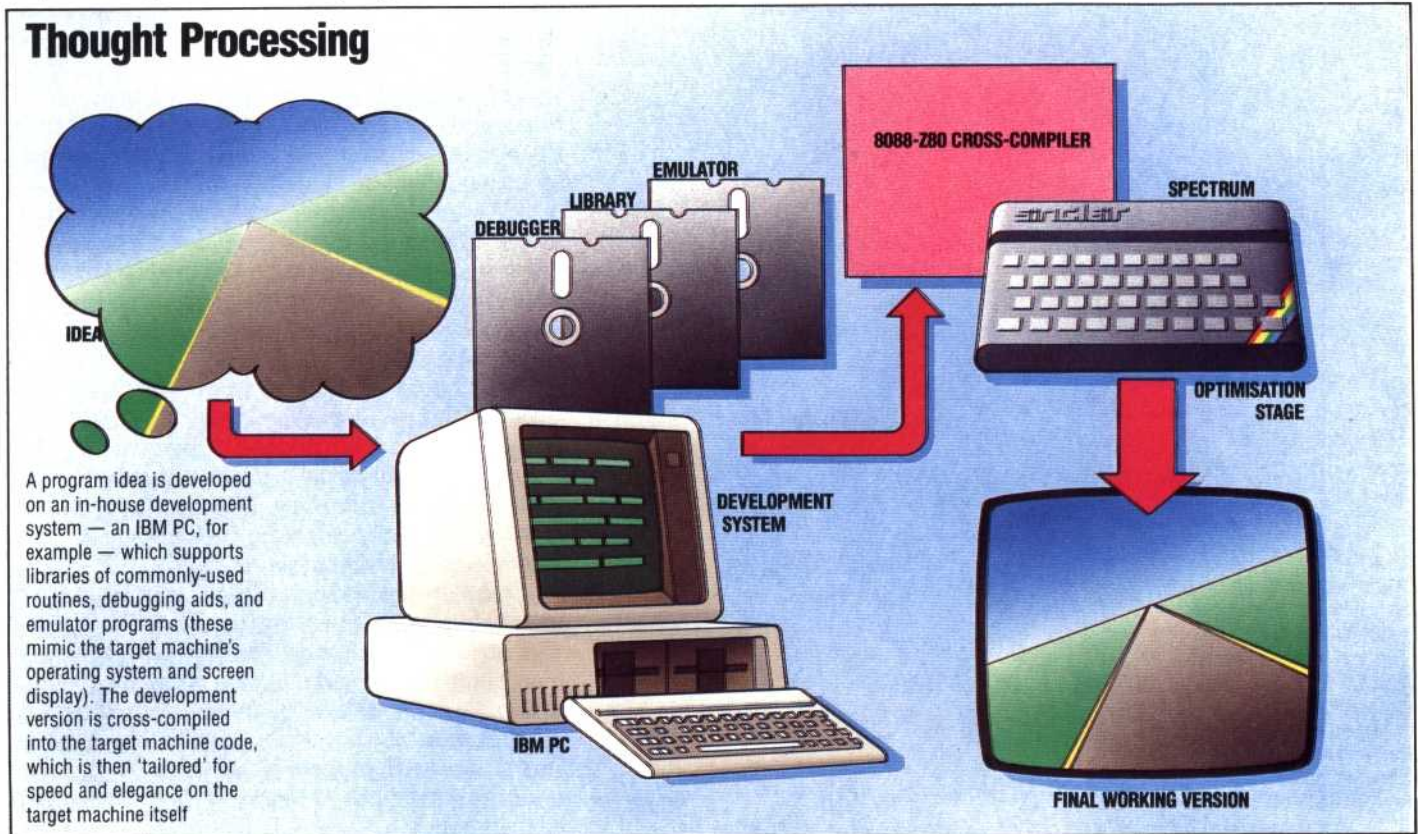 Thought Processing
IDEA
A program idea is developed
on an in-house development
system — an IBM PC, for
example — which supports
libraries of commonly-used
routines, debugging aids, and
emulator programs (these
mimic the target machine's
operating system and screen
display). The development
version is cross-compiled
into the target machine code,
which is then 'tailored' for
speed and elegance on the
target machine itself
DEBUGGER
LIBRARY
EMULATOR
DEVELOPMENT
SYSTEM
IBM PC
8088-Z80 CROSS-COMPILER
SPECTRUM
sinclair
OPTIMISATION
STAGE
FINAL WORKING VERSION